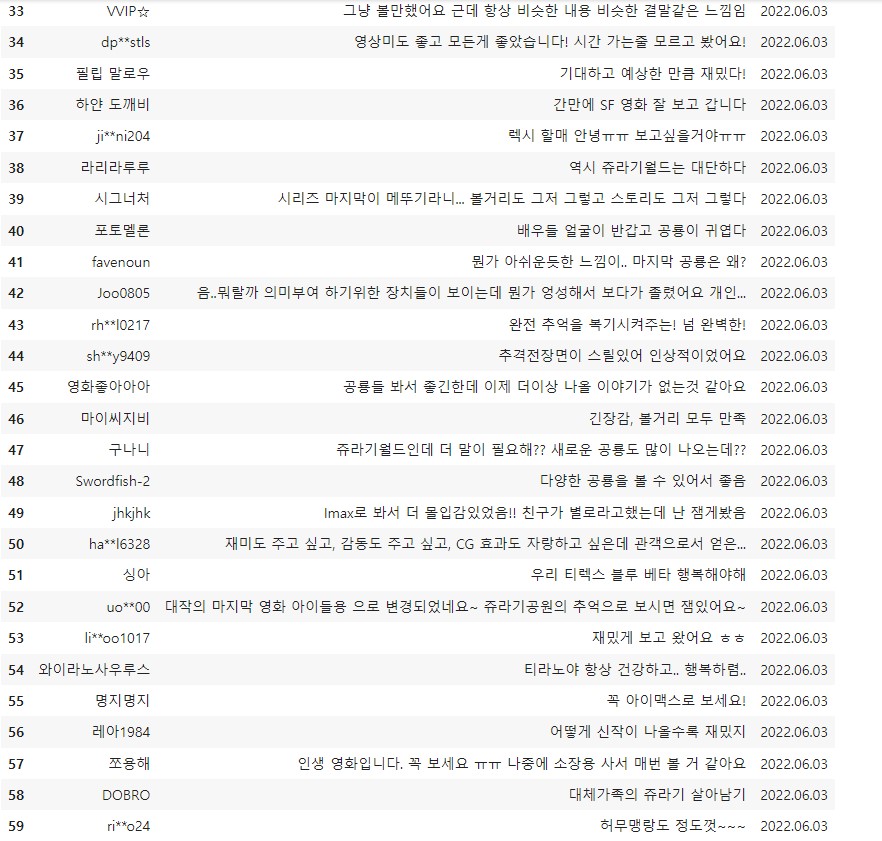 33 VVIP☆ 그냥 볼만했어요 근데 항상 비슷한 내용 비슷한 결말같은 느낌임 2022.06.03
34 dp**stls 영상미도 좋고 모든게 좋았습니다! 시간 가는줄 모르고 봤어요! 2022.06.03
35 필립 말로우 기대하고 예상한 만큼 재밌다! 2022.06.03
36 하얀 도깨비 간만에 SF 영화 잘 보고 갑니다 2022.06.03
37 ji**ni204 렉시 할매 안녕ㅠㅠ 보고싶을거야ㅠㅠ 2022.06.03
38 라리라루루 역시 쥬라기월드는 대단하다 2022.06.03
39 시그너처 시리즈 마지막이 메뚜기라니... 볼거리도 그저 그렇고 스토리도 그저 그렇다 2022.06.03
40 포토멜론 배우들 얼굴이 반갑고 공룡이 귀엽다 2022.06.03
41 favenoun 뭔가 아쉬운듯한 느낌이.. 마지막 공룡은 왜? 2022.06.03
42 Joo0805 음..뭐랄까 의미부여 하기위한 장치들이 보이는데 뭔가 엉성해서 보다가 졸렸어요 개인... 2022.06.03
43 rh**l0217 완전 추억을 복기시켜주는! 넘 완벽한! 2022.06.03
44 sh**y9409 추격전장면이 스릴있어 인상적이었어요 2022.06.03
45 영화좋아아아 공룡들 봐서 좋긴한데 이제 더이상 나올 이야기가 없는것 같아요 2022.06.03
46 마이씨지비 긴장감, 볼거리 모두 만족 2022.06.03
47 구나니 쥬라기월드인데 더 말이 필요해?? 새로운 공룡도 많이 나오는데?? 2022.06.03
48 Swordfish-2 다양한 공룡을 볼 수 있어서 좋음 2022.06.03
49 jhkjhk Imax로 봐서 더 몰입감있었음!! 친구가 별로라고했는데 난 잼게봤음 2022.06.03
50 ha**l6328 재미도 주고 싶고, 감동도 주고 싶고, CG 효과도 자랑하고 싶은데 관객으로서 얻은... 2022.06.03
51 싱아 우리 티렉스 블루 베타 행복해야해 2022.06.03
52 uo**00 대작의 마지막 영화 아이들용 으로 변경되었네요~ 쥬라기공원의 추억으로 보시면 잼있어요~ 2022.06.03
53 li**oo1017 재밌게 보고 왔어요 ㅎㅎ 2022.06.03
54 와이라노사우루스 티라노야 항상 건강하고.. 행복하렴.. 2022.06.03
55 명지명지 꼭 아이맥스로 보세요! 2022.06.03
56 레아1984 어떻게 신작이 나올수록 재밌지 2022.06.03
57 쪼용해 인생 영화입니다. 꼭 보세요 ㅠㅠ 나중에 소장용 사서 매번 볼 거 같아요 2022.06.03
58 DOBRO 대체가족의 쥬라기 살아남기 2022.06.03
59 ri**o24 허무맹랑도 정도껏~~~ 2022.06.03